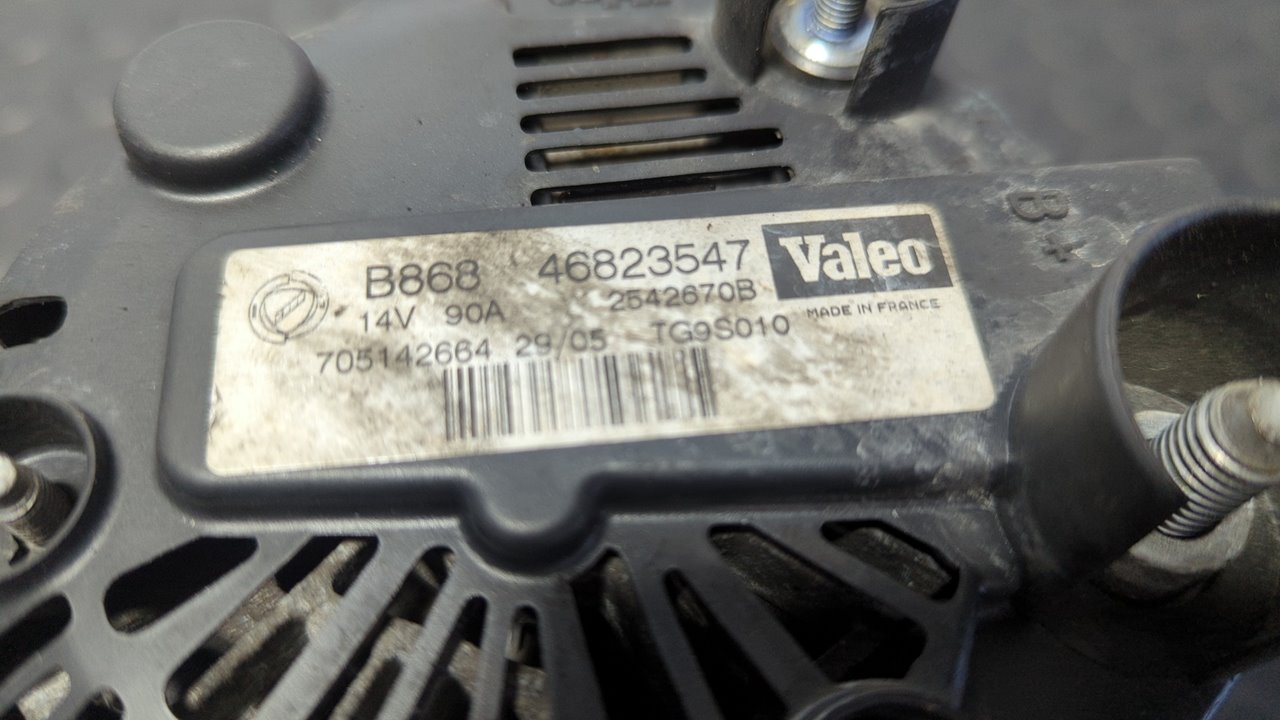 B868 46823547 Valeo
14V 90A 2542670B MADE IN FRANCE
705142664 29/05 TG9S010
B+